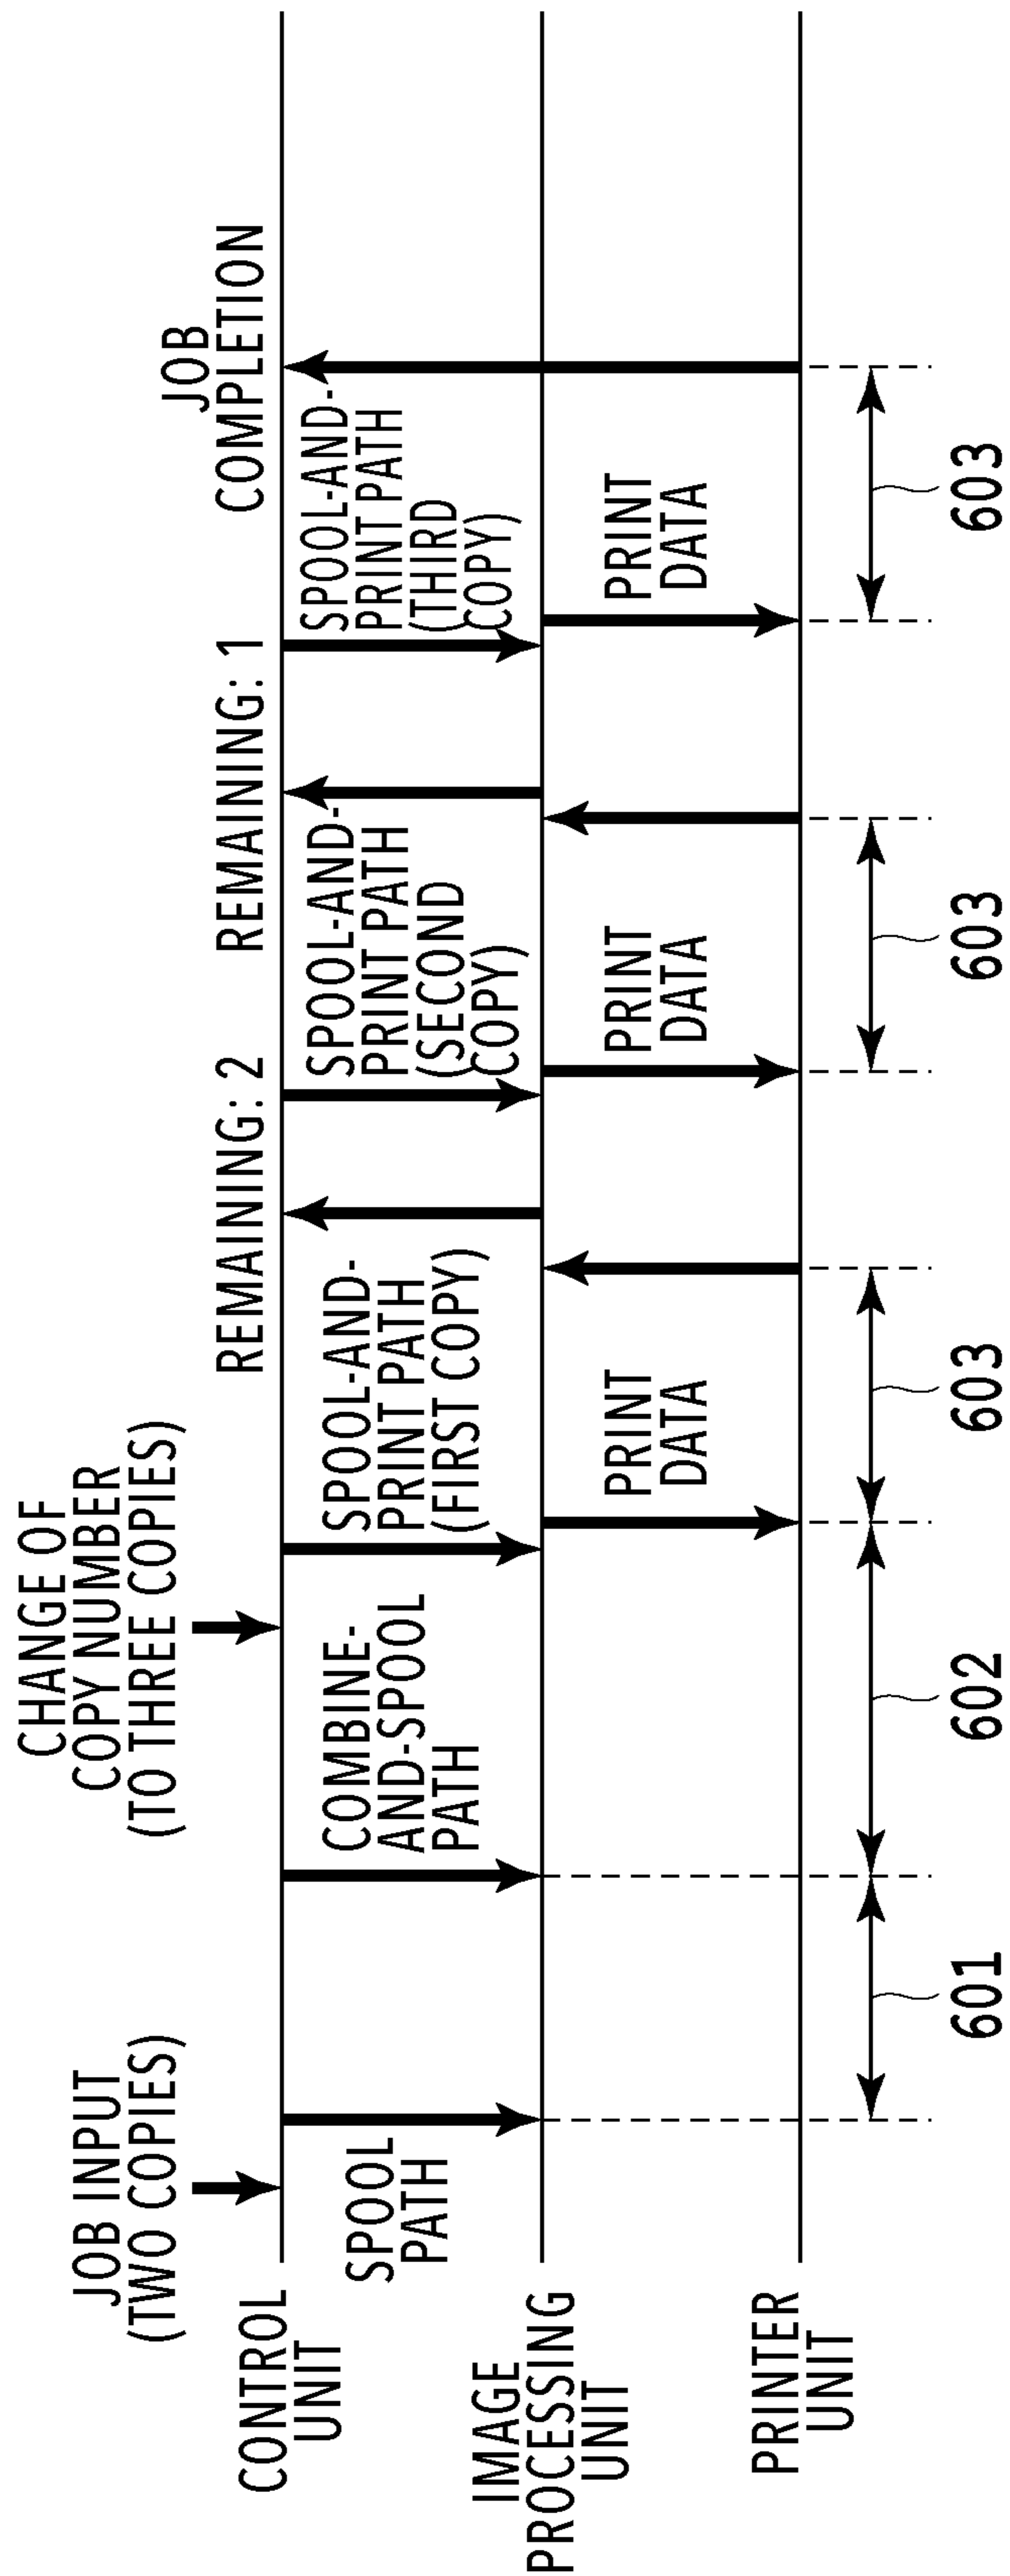 JOB INPUT
(TWO COPIES)
CHANGE OF
COPY NUMBER
(TO THREE COPIES)
REMAINING: 2
REMAINING: 1
JOB
COMPLETION
CONTROL
UNIT
SPOOL
PATH
COMBINE-
AND-SPOOL
PATH
SPOOL-AND-
PRINT PATH
(FIRST COPY)
SPOOL-AND-
PRINT PATH
(SECOND
COPY)
SPOOL-AND-
PRINT PATH
(THIRD
COPY)
IMAGE
PROCESSING
UNIT
PRINT
DATA
PRINT
DATA
PRINT
DATA
PRINTER
UNIT
601
602
603
603
603